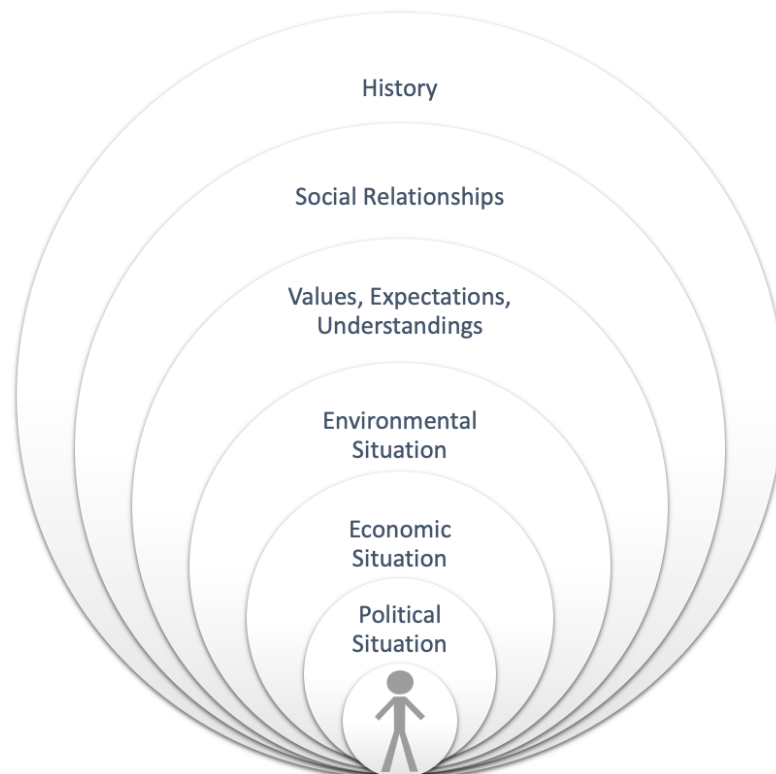 History
Social Relationships
Values, Expectations,
Understandings
Environmental
Situation
Economic
Situation
Political
Situation